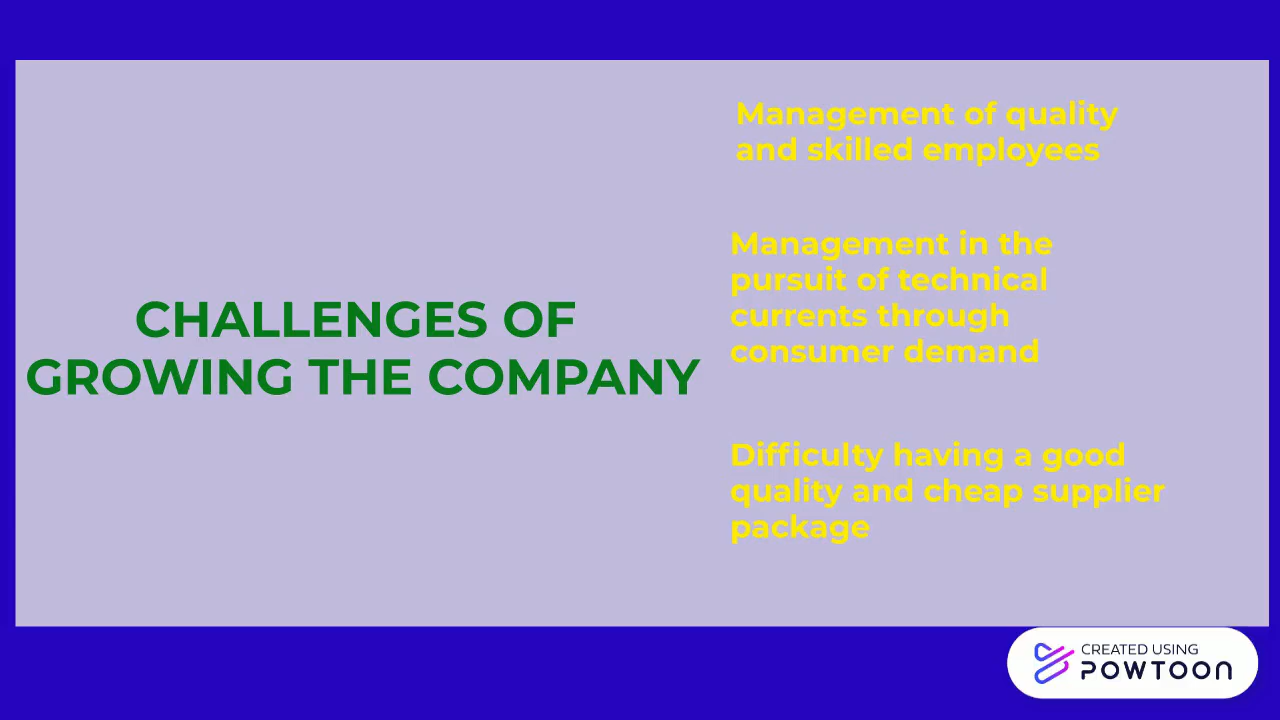 CHALLENGES OF
GROWING THE COMPANY
Management of quality
and skilled employees
Management in the
pursuit of technical
currents through
consumer demand
Difficulty having a good
quality and cheap supplier
package
CREATED USING
POWTOON